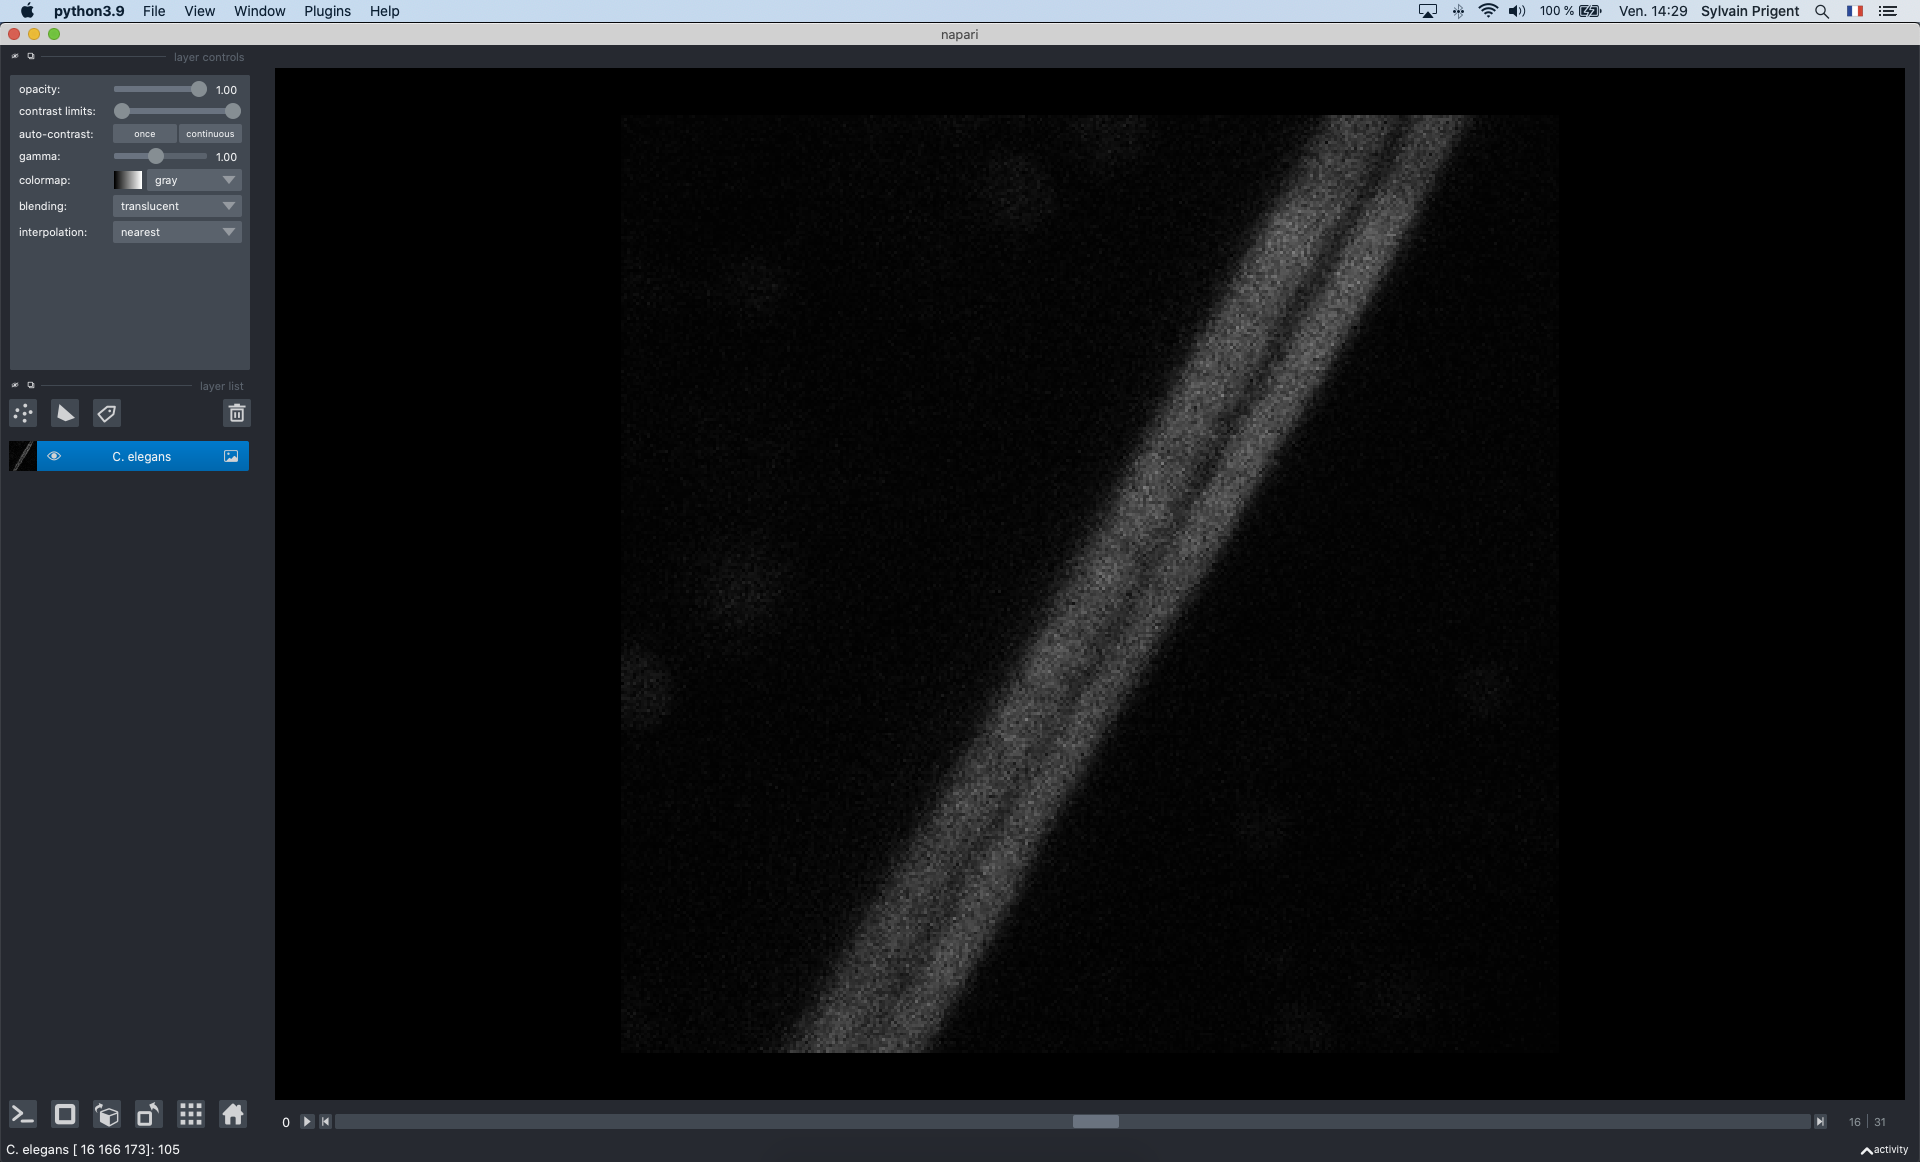 python3.9 File View Window Plugins Help 100 % Ven. 14:29 Sylvain Prigent
napari
layer controls
opacity: 1.00
contrast limits:
auto-contrast: once continuous
gamma: 1.00
colormap: gray
blending: translucent
interpolation: nearest
layer list
C. elegans
0 16 | 31
C. elegans [ 16 166 173]: 105 activity